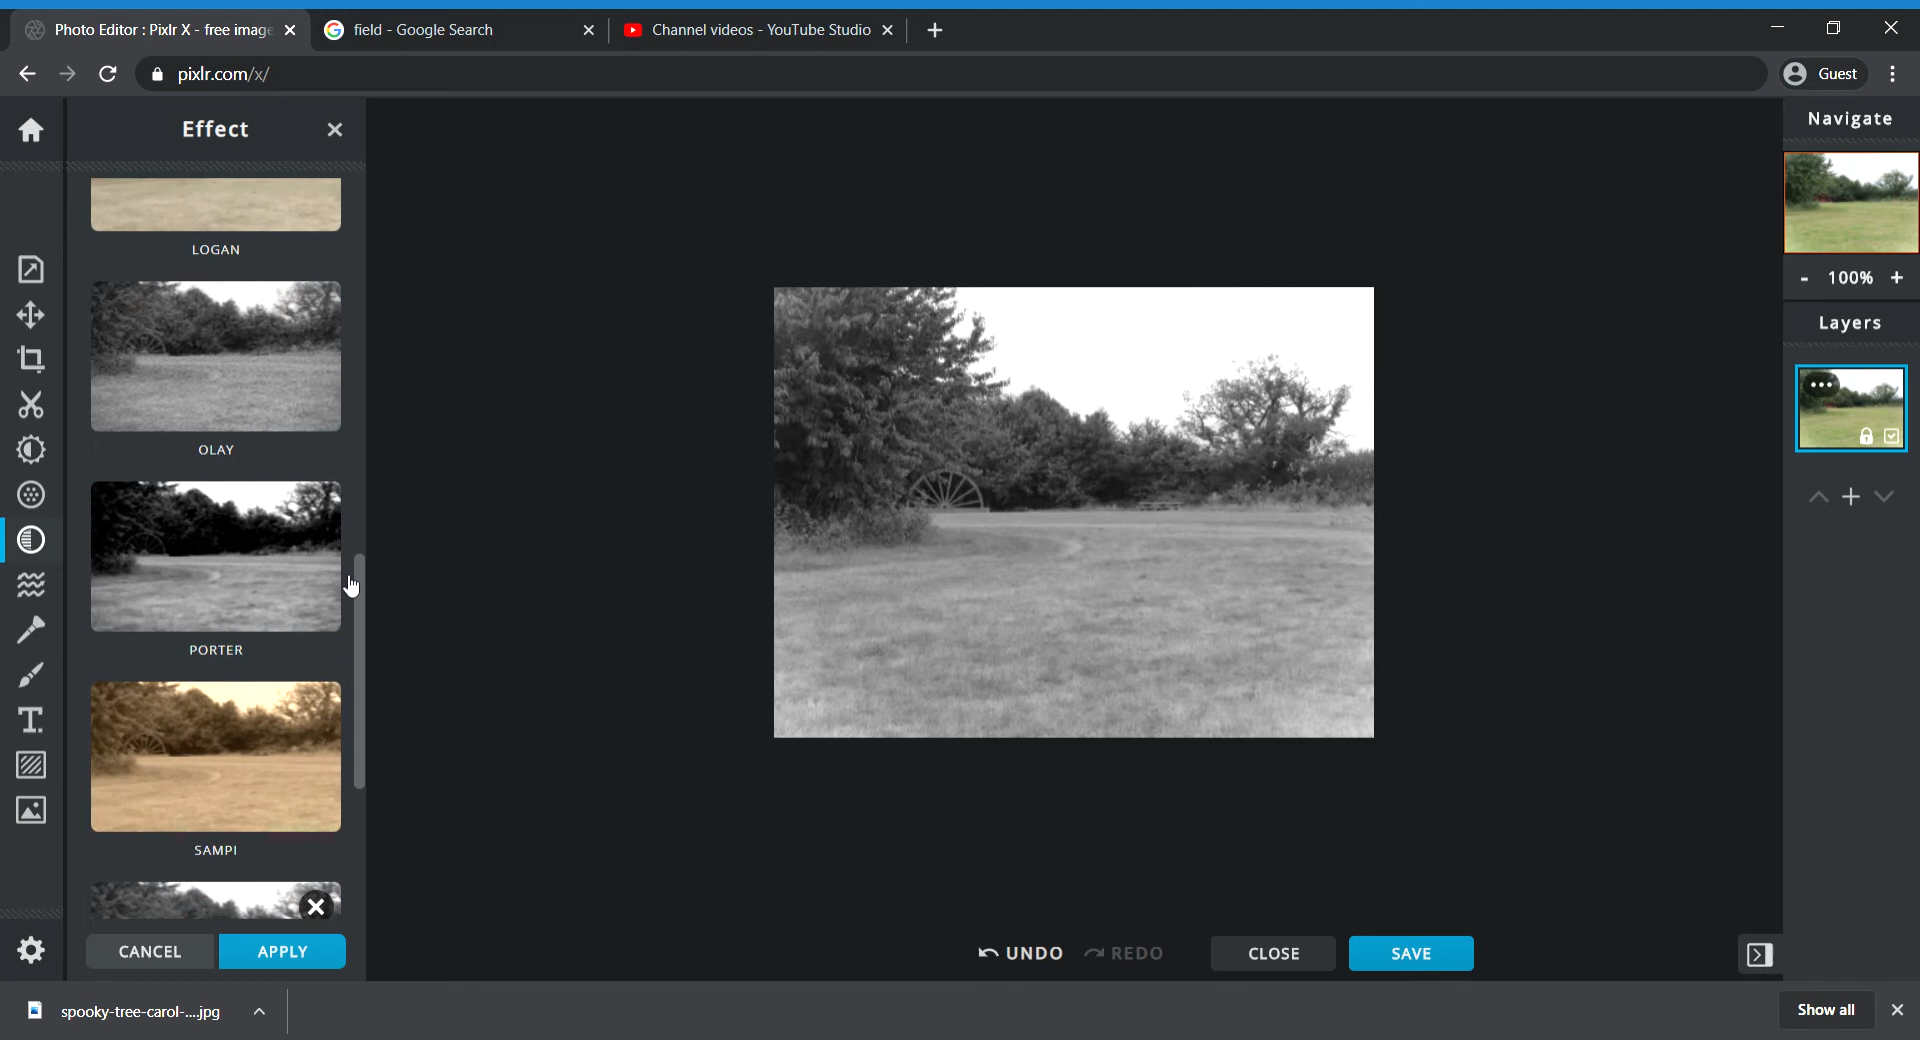 Photo Editor : Pixlr X - free image
field - Google Search
Channel videos - YouTube Studio
pixlr.com/x/
Guest
Effect
Navigate
LOGAN
- 100% +
Layers
OLAY
PORTER
SAMPI
CANCEL
APPLY
UNDO
REDO
CLOSE
SAVE
spooky-tree-carol-....jpg
Show all